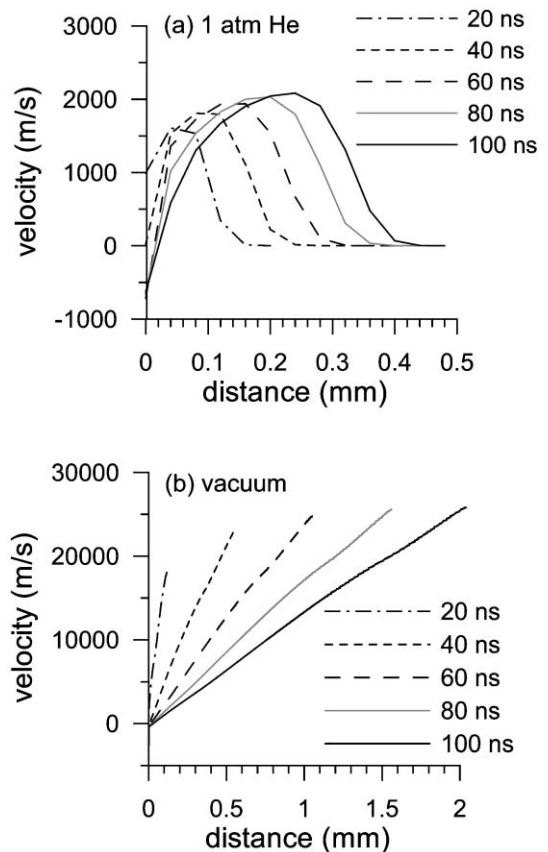 (a) 1 atm He
20 ns
40 ns
60 ns
80 ns
100 ns
3000
2000
1000
0
-1000
velocity (m/s)
0 0.1 0.2 0.3 0.4 0.5
distance (mm)
(b) vacuum
30000
20000
10000
0
velocity (m/s)
20 ns
40 ns
60 ns
80 ns
100 ns
0 0.5 1 1.5 2
distance (mm)